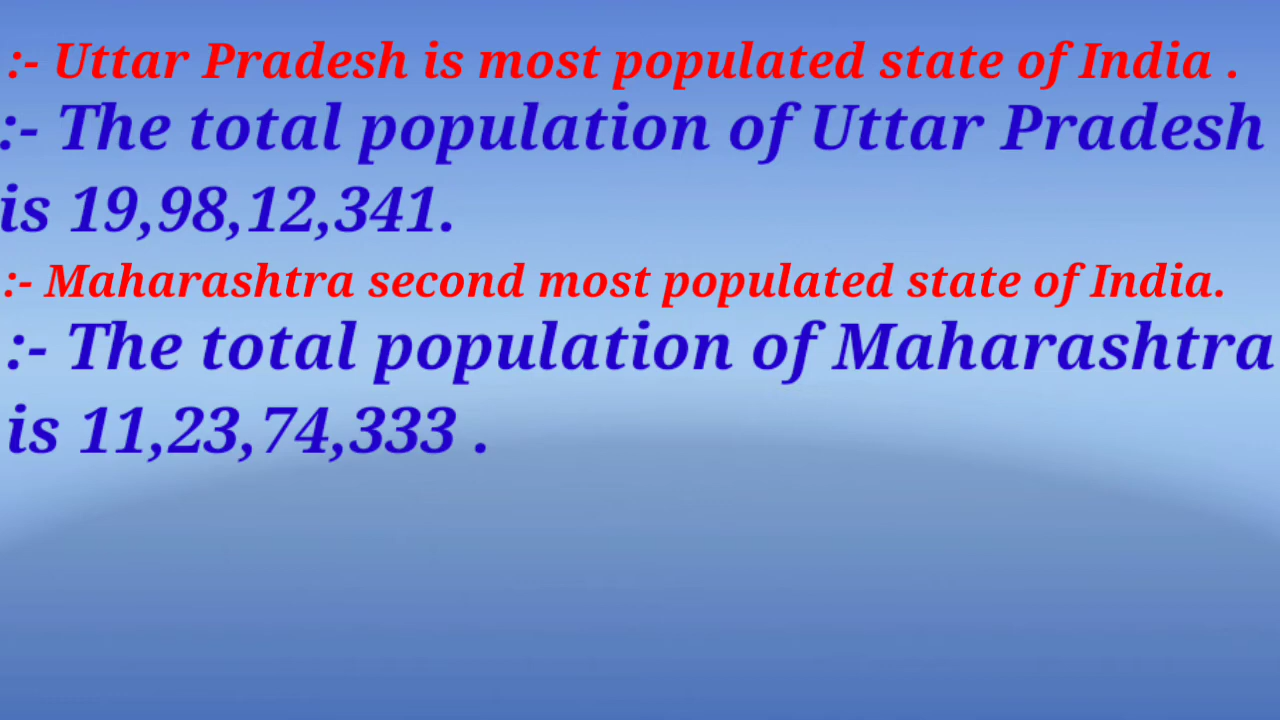 :- Uttar Pradesh is most populated state of India .
:- The total population of Uttar Pradesh
is 19,98,12,341.
:- Maharashtra second most populated state of India.
:- The total population of Maharashtra
is 11,23,74,333 .